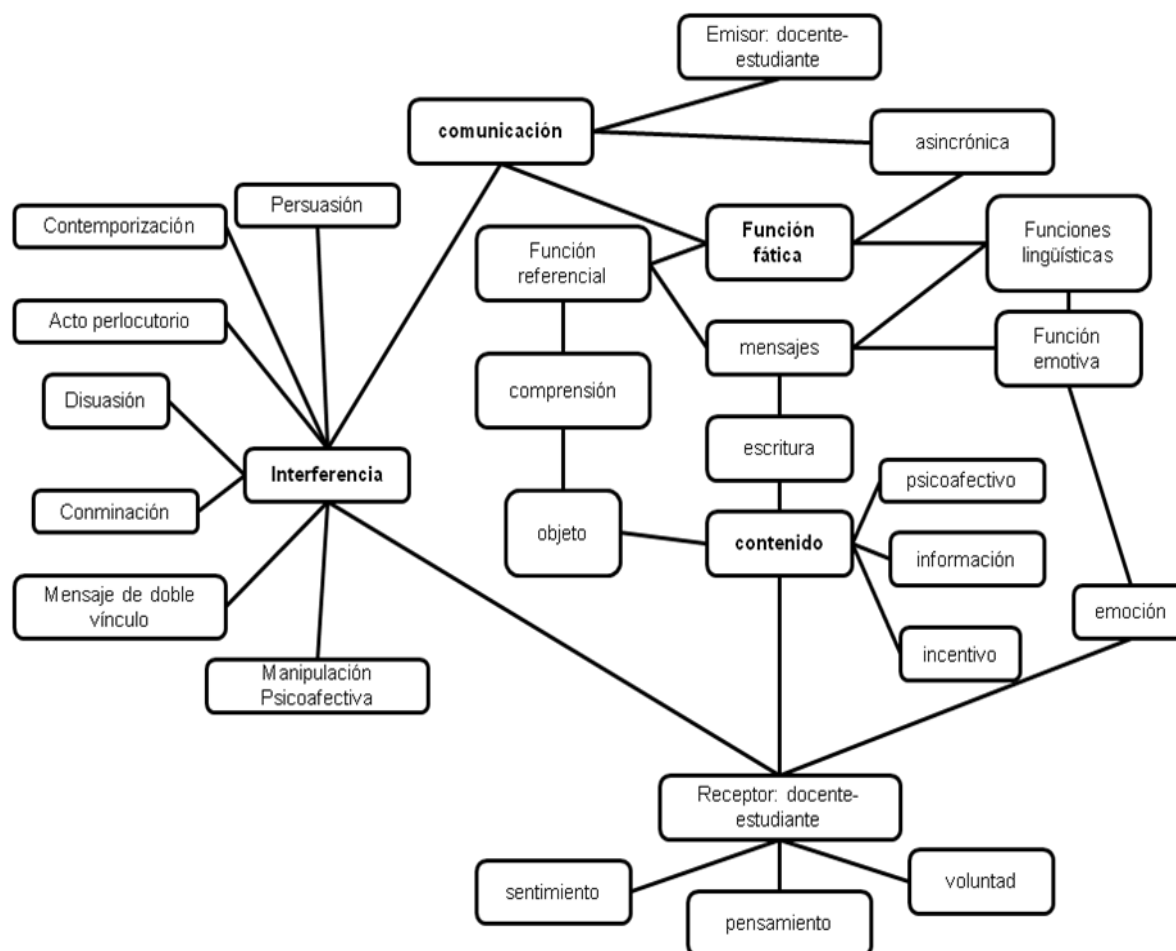 Emisor: docente-
estudiante
comunicación
asincrónica
Persuasión
Contemporización
Función
fática
Funciones
lingüísticas
Función
referencial
Acto perlocutorio
mensajes
Función
emotiva
comprensión
Disuasión
escritura
Interferencia
psicoafectivo
Conminación
objeto
contenido
información
Mensaje de doble
vínculo
emoción
incentivo
Manipulación
Psicoafectiva
Receptor: docente-
estudiante
sentimiento
voluntad
pensamiento